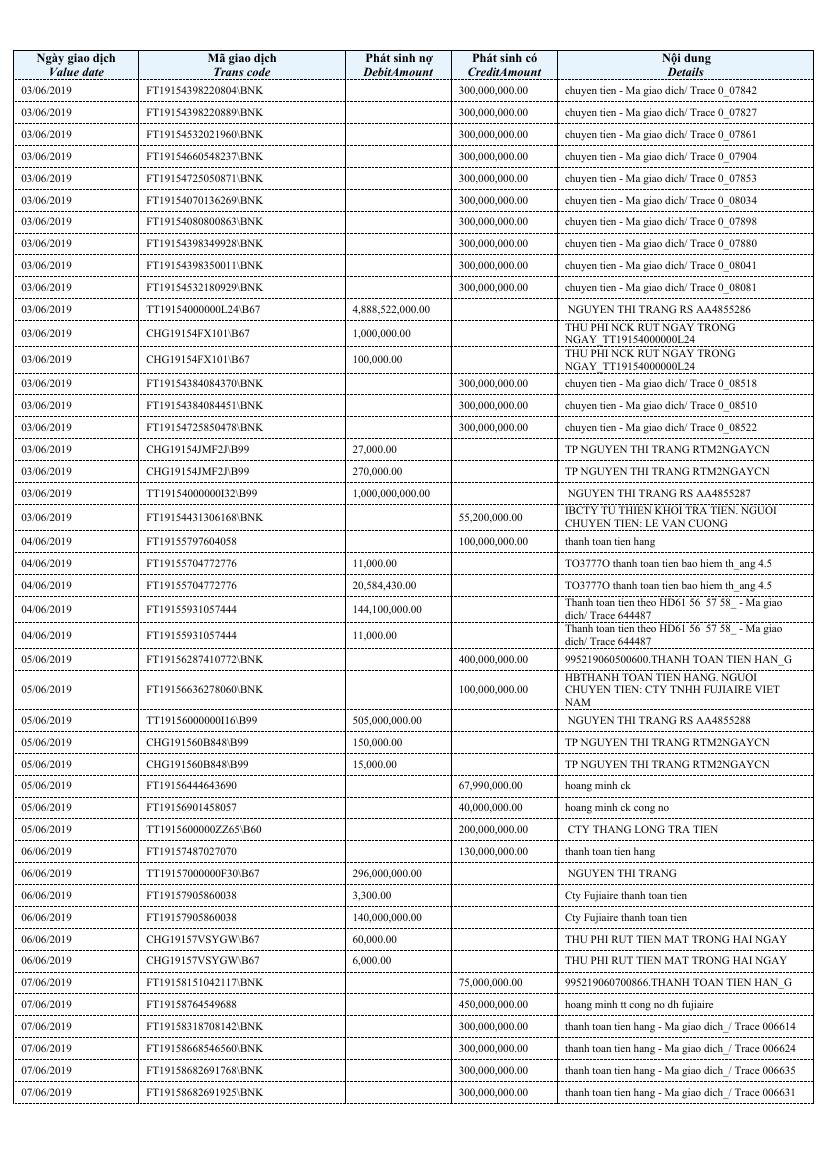 Ngày giao dịch Mã giao dịch Phát sinh nợ Phát sinh có Nội dung
Value date Trans code DebitAmount CreditAmount Details
03/06/2019 FT19154398220804\BNK 300,000,000.00 chuyen tien - Ma giao dich/ Trace 0_07842
03/06/2019 FT19154398220889\BNK 300,000,000.00 chuyen tien - Ma giao dich/ Trace 0_07827
03/06/2019 FT19154532021960\BNK 300,000,000.00 chuyen tien - Ma giao dich/ Trace 0_07861
03/06/2019 FT19154660548237\BNK 300,000,000.00 chuyen tien - Ma giao dich/ Trace 0_07904
03/06/2019 FT19154725050871\BNK 300,000,000.00 chuyen tien - Ma giao dich/ Trace 0_07853
03/06/2019 FT19154070136269\BNK 300,000,000.00 chuyen tien - Ma giao dich/ Trace 0_08034
03/06/2019 FT19154080800863\BNK 300,000,000.00 chuyen tien - Ma giao dich/ Trace 0_07898
03/06/2019 FT19154398349928\BNK 300,000,000.00 chuyen tien - Ma giao dich/ Trace 0_07880
03/06/2019 FT19154398350011\BNK 300,000,000.00 chuyen tien - Ma giao dich/ Trace 0_08041
03/06/2019 FT19154532180929\BNK 300,000,000.00 chuyen tien - Ma giao dich/ Trace 0_08081
03/06/2019 TT19154000000L24\B67 4,888,522,000.00 NGUYEN THI TRANG RS AA4855286
03/06/2019 CHG19154FX101\B67 1,000,000.00 THU PHI NCK RUT NGAY TRONG
NGAY_TT19154000000L24
03/06/2019 CHG19154FX101\B67 100,000.00 THU PHI NCK RUT NGAY TRONG
NGAY_TT19154000000L24
03/06/2019 FT19154384084370\BNK 300,000,000.00 chuyen tien - Ma giao dich/ Trace 0_08518
03/06/2019 FT19154384084451\BNK 300,000,000.00 chuyen tien - Ma giao dich/ Trace 0_08510
03/06/2019 FT19154725850478\BNK 300,000,000.00 chuyen tien - Ma giao dich/ Trace 0_08522
03/06/2019 CHG19154JMF2J\B99 27,000.00 TP NGUYEN THI TRANG RTM2NGAYCN
03/06/2019 CHG19154JMF2J\B99 270,000.00 TP NGUYEN THI TRANG RTM2NGAYCN
03/06/2019 TT19154000000I32\B99 1,000,000,000.00 NGUYEN THI TRANG RS AA4855287
03/06/2019 FT19154431306168\BNK 55,200,000.00 IBCTY TU THIEN KHOI TRA TIEN. NGUOI
CHUYEN TIEN: LE VAN CUONG
04/06/2019 FT19155797604058 100,000,000.00 thanh toan tien hang
04/06/2019 FT19155704772776 11,000.00 TO3777O thanh toan tien bao hiem th_ang 4.5
04/06/2019 FT19155704772776 20,584,430.00 TO3777O thanh toan tien bao hiem th_ang 4.5
04/06/2019 FT19155931057444 144,100,000.00 Thanh toan tien theo HD61 56 57 58_ - Ma giao
dich/ Trace 644487
04/06/2019 FT19155931057444 11,000.00 Thanh toan tien theo HD61 56 57 58_ - Ma giao
dich/ Trace 644487
05/06/2019 FT19156287410772\BNK 400,000,000.00 995219060500600.THANH TOAN TIEN HAN_G
05/06/2019 FT19156636278060\BNK 100,000,000.00 HBTHANH TOAN TIEN HANG. NGUOI
CHUYEN TIEN: CTY TNHH FUJIAIRE VIET
NAM
05/06/2019 TT19156000000I16\B99 505,000,000.00 NGUYEN THI TRANG RS AA4855288
05/06/2019 CHG191560B848\B99 150,000.00 TP NGUYEN THI TRANG RTM2NGAYCN
05/06/2019 CHG191560B848\B99 15,000.00 TP NGUYEN THI TRANG RTM2NGAYCN
05/06/2019 FT19156444643690 67,990,000.00 hoang minh ck
05/06/2019 FT19156901458057 40,000,000.00 hoang minh ck cong no
05/06/2019 TT1915600000ZZ65\B60 200,000,000.00 CTY THANG LONG TRA TIEN
06/06/2019 FT19157487027070 130,000,000.00 thanh toan tien hang
06/06/2019 TT19157000000F30\B67 296,000,000.00 NGUYEN THI TRANG
06/06/2019 FT19157905860038 3,300.00 Cty Fujiaire thanh toan tien
06/06/2019 FT19157905860038 140,000,000.00 Cty Fujiaire thanh toan tien
06/06/2019 CHG19157VSYGW\B67 60,000.00 THU PHI RUT TIEN MAT TRONG HAI NGAY
06/06/2019 CHG19157VSYGW\B67 6,000.00 THU PHI RUT TIEN MAT TRONG HAI NGAY
07/06/2019 FT19158151042117\BNK 75,000,000.00 995219060700866.THANH TOAN TIEN HAN_G
07/06/2019 FT19158764549688 450,000,000.00 hoang minh tt cong no dh fujiaire
07/06/2019 FT19158318708142\BNK 300,000,000.00 thanh toan tien hang - Ma giao dich_/ Trace 006614
07/06/2019 FT19158668546560\BNK 300,000,000.00 thanh toan tien hang - Ma giao dich_/ Trace 006624
07/06/2019 FT19158682691768\BNK 300,000,000.00 thanh toan tien hang - Ma giao dich_/ Trace 006635
07/06/2019 FT19158682691925\BNK 300,000,000.00 thanh toan tien hang - Ma giao dich_/ Trace 006631